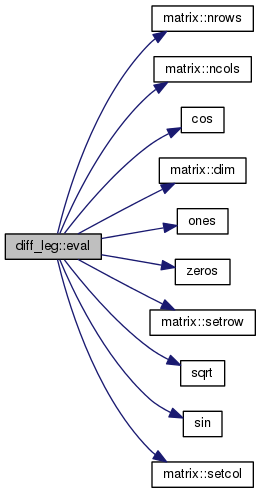 matrix::nrows
matrix::ncols
cos
matrix::dim
diff_leg::eval
ones
zeros
matrix::setrow
sqrt
sin
matrix::setcol